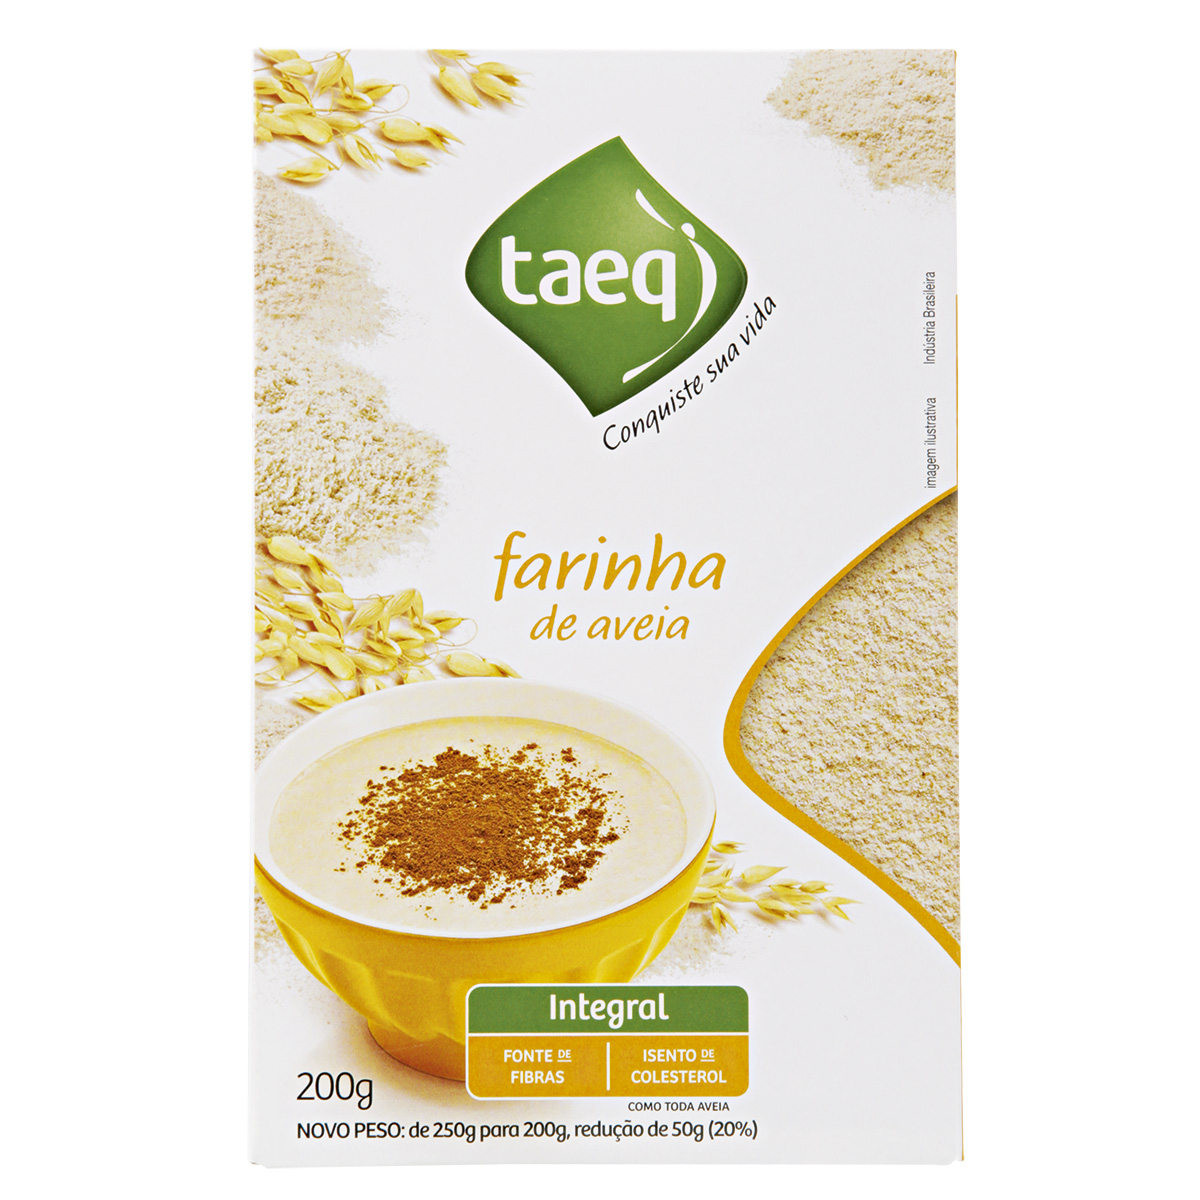 taeq
Conquiste sua vida
Indústria Brasileira
imagem ilustrativa
farinha
de aveia
Integral
FONTE DE
FIBRAS
ISENTO DE
COLESTEROL
COMO TODA AVEIA
200g
NOVO PESO: de 250g para 200g, redução de 50g (20%)